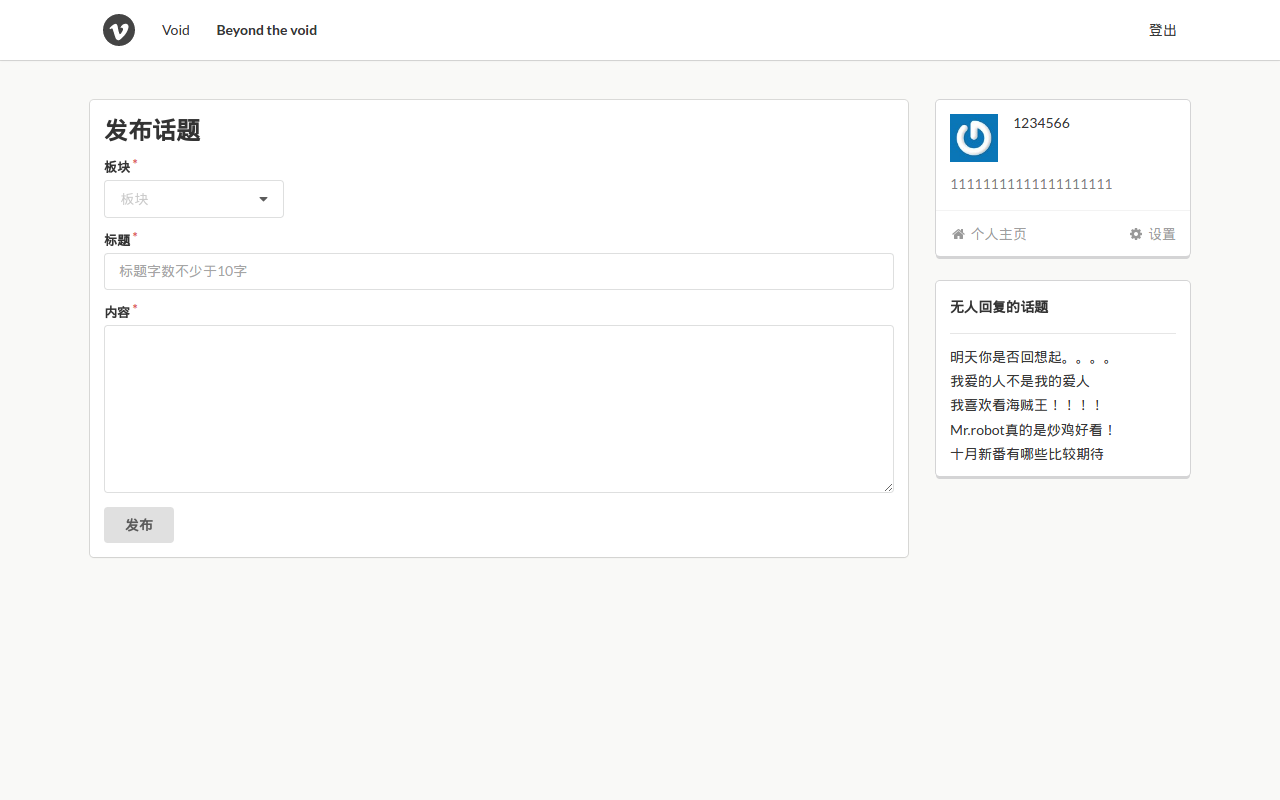 Void
Beyond the void
登出
发布话题
板块*
板块
标题*
标题字数不少于10字
内容*
发布
1234566
11111111111111111111
个人主页
设置
无人回复的话题
明天你是否回想起。。。。
我爱的人不是我的爱人
我喜欢看海贼王！！！！
Mr.robot真的是炒鸡好看！
十月新番有哪些比较期待